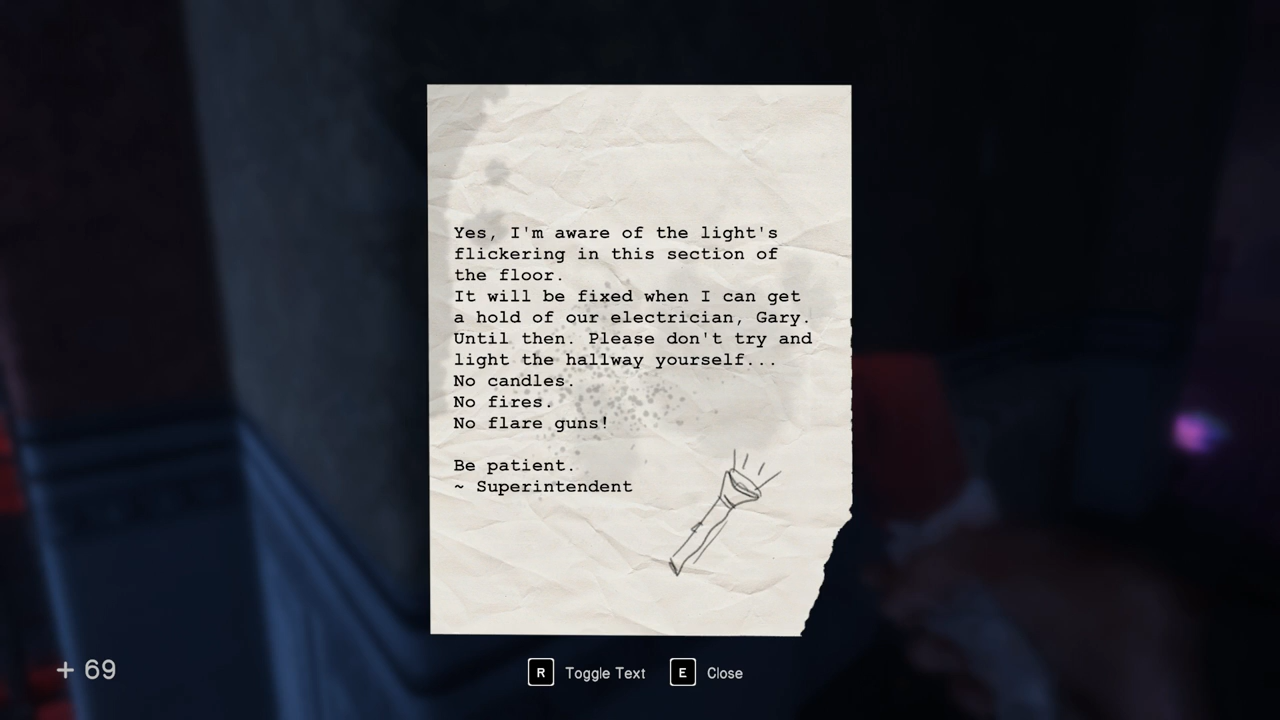 Yes, I'm aware of the light's
flickering in this section of
the floor.
It will be fixed when I can get
a hold of our electrician, Gary.
Until then. Please don't try and
light the hallway yourself...
No candles.
No fires.
No flare guns!
Be patient.
~ Superintendent
+ 69
R Toggle Text E Close